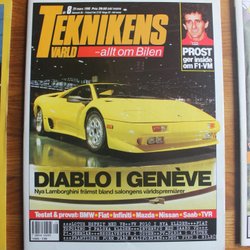 TEKNIKENS
VÄRLD
–allt om Bilen
PROST
ger inside
om F1-VM
DIABLO I GENÈVE
Nya Lamborghini främst bland salongens världspremiärer
Testat & provat: BMW • Fiat • Infiniti • Mazda • Nissan • Saab • TVR